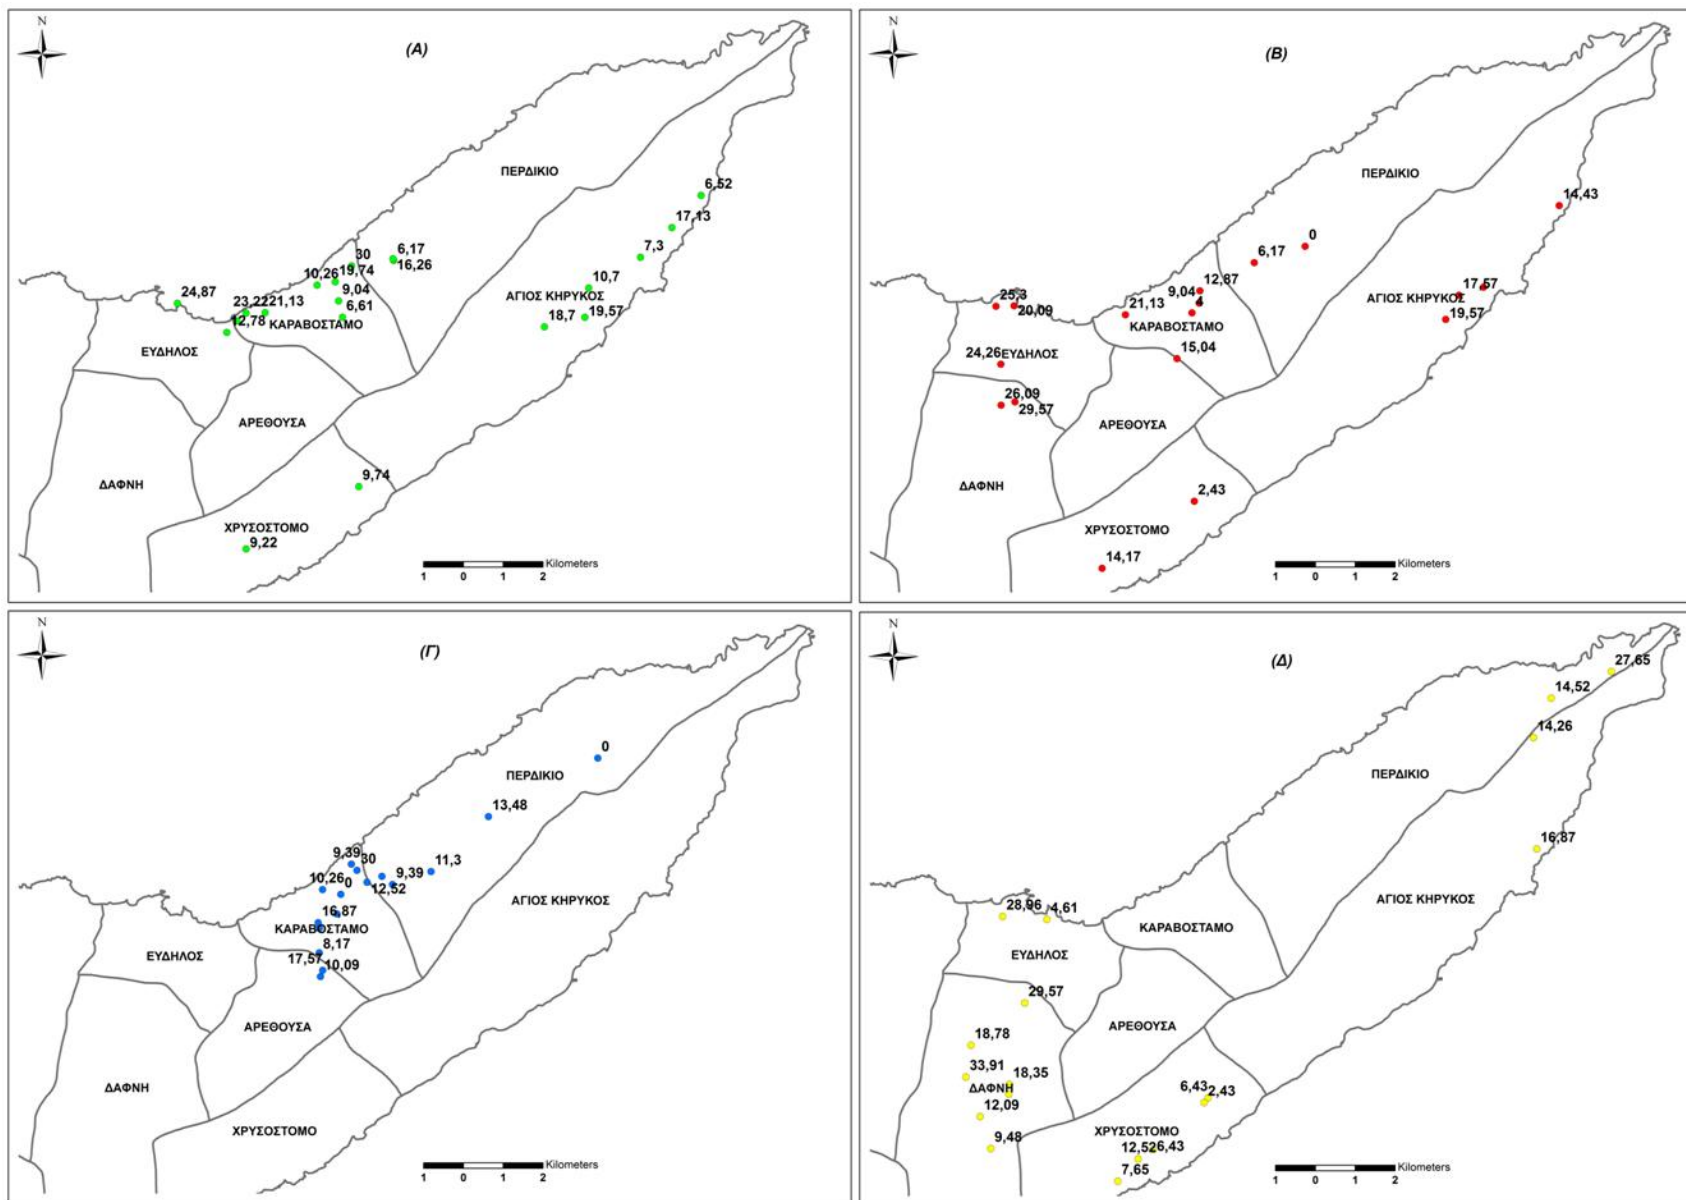 N
(Α)
ΠΕΡΔΙΚΙΟ
6,52
17,13
30
6,17
16,26
7,3
10,26
19,74
10,7
9,04
ΑΓΙΟΣ ΚΗΡΥΚΟΣ
24,87
23,22
21,13
6,61
12,78
ΚΑΡΑΒΟΣΤΑΜΟ
18,7
19,57
ΕΥΔΗΛΟΣ
ΑΡΕΘΟΥΣΑ
9,74
ΔΑΦΝΗ
ΧΡΥΣΟΣΤΟΜΟ
9,22
1 0 1 2
Kilometers
N
(Β)
ΠΕΡΔΙΚΙΟ
14,43
0
6,17
12,87
17,57
9,04
4
ΑΓΙΟΣ ΚΗΡΥΚΟΣ
25,3
20,09
21,13
19,57
ΚΑΡΑΒΟΣΤΑΜΟ
15,04
24,26
ΕΥΔΗΛΟΣ
26,09
29,57
ΑΡΕΘΟΥΣΑ
ΔΑΦΝΗ
2,43
ΧΡΥΣΟΣΤΟΜΟ
14,17
1 0 1 2
Kilometers
N
(Γ)
0
ΠΕΡΔΙΚΙΟ
13,48
9,39
30
11,3
9,39
12,52
10,26
0
ΑΓΙΟΣ ΚΗΡΥΚΟΣ
16,87
ΚΑΡΑΒΟΣΤΑΜΟ
8,17
ΕΥΔΗΛΟΣ
17,57
10,09
ΑΡΕΘΟΥΣΑ
ΔΑΦΝΗ
ΧΡΥΣΟΣΤΟΜΟ
1 0 1 2
Kilometers
N
(Δ)
27,65
14,52
14,26
ΠΕΡΔΙΚΙΟ
16,87
ΑΓΙΟΣ ΚΗΡΥΚΟΣ
28,96
4,61
ΚΑΡΑΒΟΣΤΑΜΟ
ΕΥΔΗΛΟΣ
29,57
ΑΡΕΘΟΥΣΑ
18,78
33,91
18,35
ΔΑΦΝΗ
6,43
2,43
12,09
ΧΡΥΣΟΣΤΟΜΟ
9,48
7,65
1 0 1 2
Kilometers